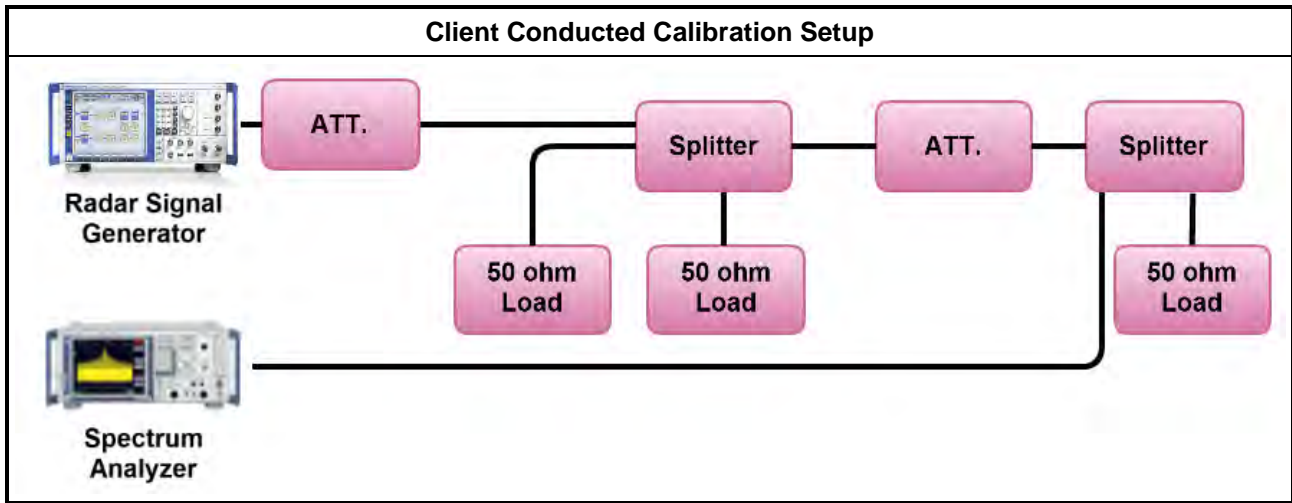 Client Conducted Calibration Setup
ATT.
Splitter
ATT.
Splitter
Radar Signal
Generator
50 ohm
Load
50 ohm
Load
50 ohm
Load
Spectrum
Analyzer